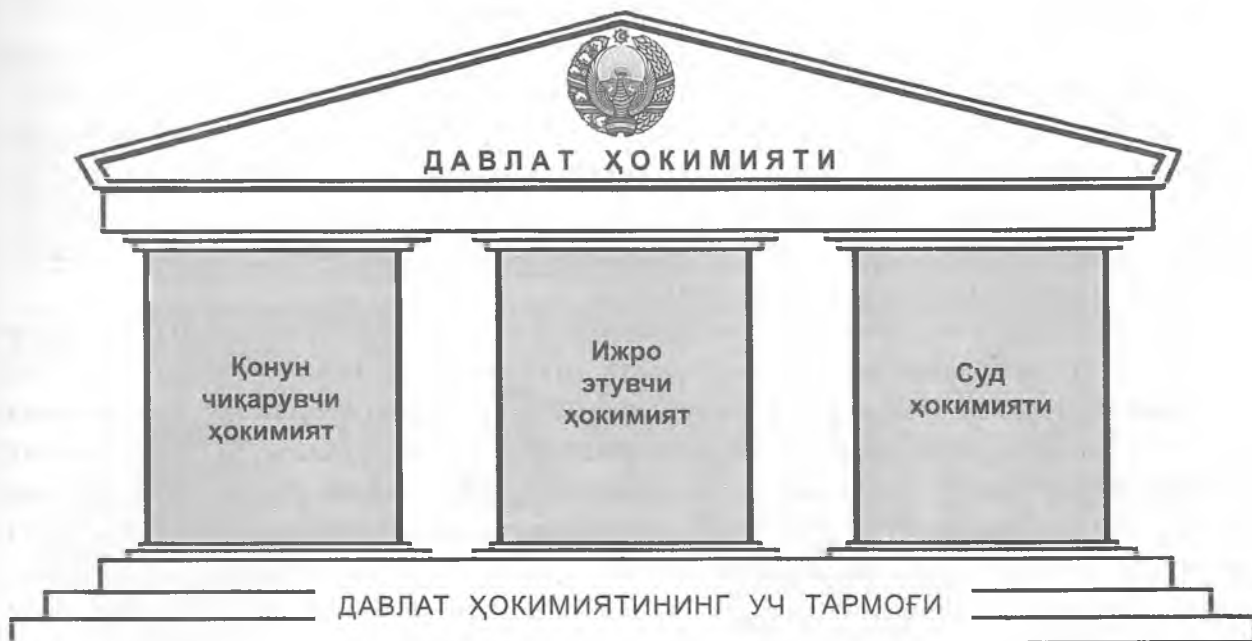 ДАВЛАТ ҲОКИМИЯТИ
Қонун
чиқарувчи
ҳокимият
Ижро
этувчи
ҳокимият
Суд
ҳокимияти
ДАВЛАТ ҲОКИМИЯТИНИНГ УЧ ТАРМОҒИ